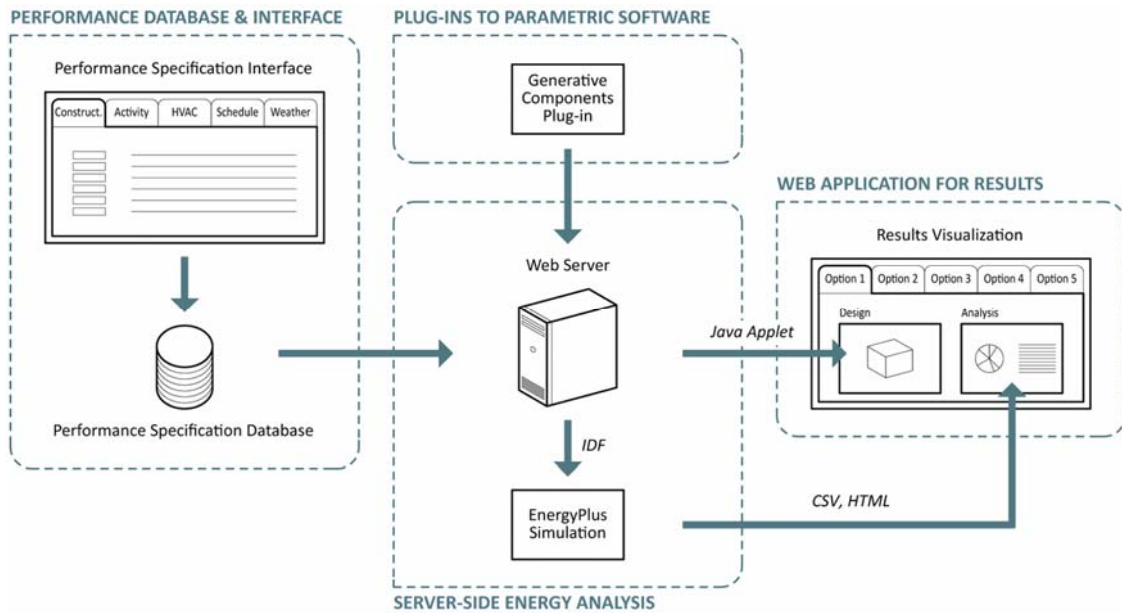 PERFORMANCE DATABASE & INTERFACE
Performance Specification Interface
Construct. Activity HVAC Schedule Weather
Performance Specification Database
PLUG-INS TO PARAMETRIC SOFTWARE
Generative
Components
Plug-in
Web Server
IDF
EnergyPlus
Simulation
SERVER-SIDE ENERGY ANALYSIS
Java Applet
CSV, HTML
WEB APPLICATION FOR RESULTS
Results Visualization
Option 1 Option 2 Option 3 Option 4 Option 5
Design Analysis